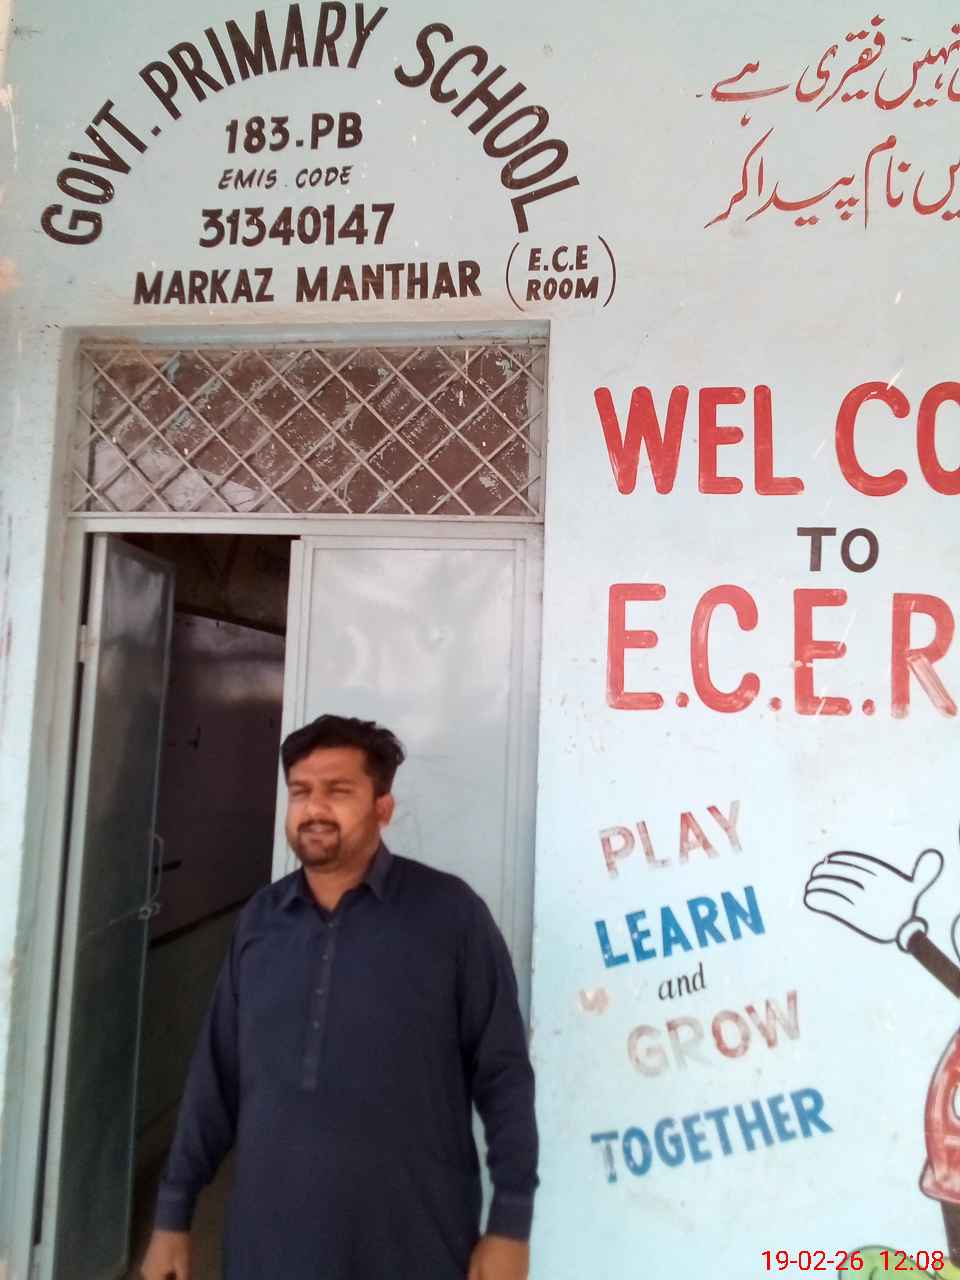 GOVT. PRIMARY SCHOOL
183.PB
EMIS. CODE
31340147
MARKAZ MANTHAR
(E.C.E
ROOM)
نہیں فقیری ہے
نام پیدا کر
WEL CO
TO
E.C.E.R
PLAY
LEARN
and
GROW
TOGETHER
19-02-26 12:08